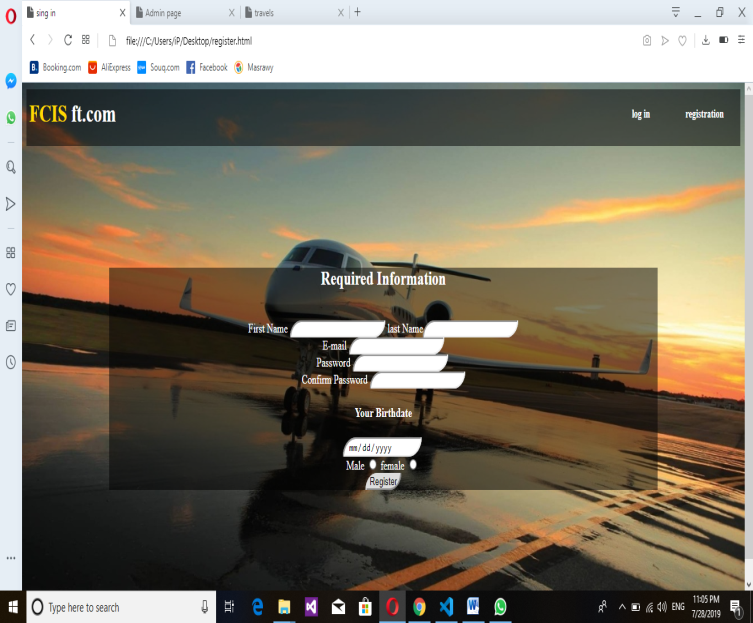 sing in
Admin page
travels
file:///C:/Users/iP/Desktop/register.html
B. Booking.com AliExpress Souq.com Facebook Masrawy
FCIS ft.com
log in registration
Required Information
First Name last Name
E-mail
Password
Confirm Password
Your Birthdate
mm/dd/yyyy
Male female
Register
Type here to search
ENG
11:05 PM
7/28/2019